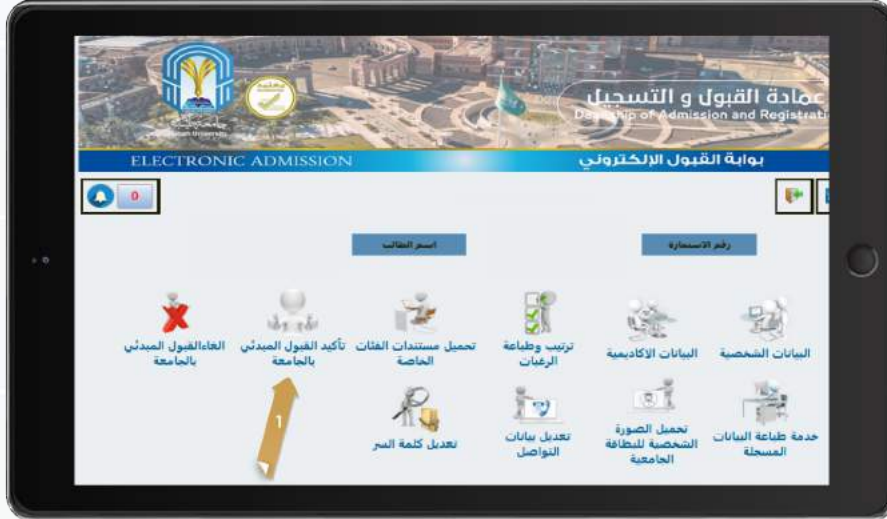 عمادة القبول و التسجيل
Deanship of Admission and Registrati
ELECTRONIC ADMISSION
بوابة القبول الإلكتروني
0
رقم الاستمارة
اسم الطالب
البيانات الشخصية
البيانات الاكاديمية
ترتيب وطباعة
الرغبات
تحميل مستندات الفئات
الخاصة
تأكيد القبول المبدئي
بالجامعة
الغاءالقبول المبدئي
بالجامعة
خدمة طباعة البيانات
المسجلة
تحميل الصورة
الشخصية للبطاقة
الجامعية
تعديل بيانات
التواصل
تعديل كلمة السر
1